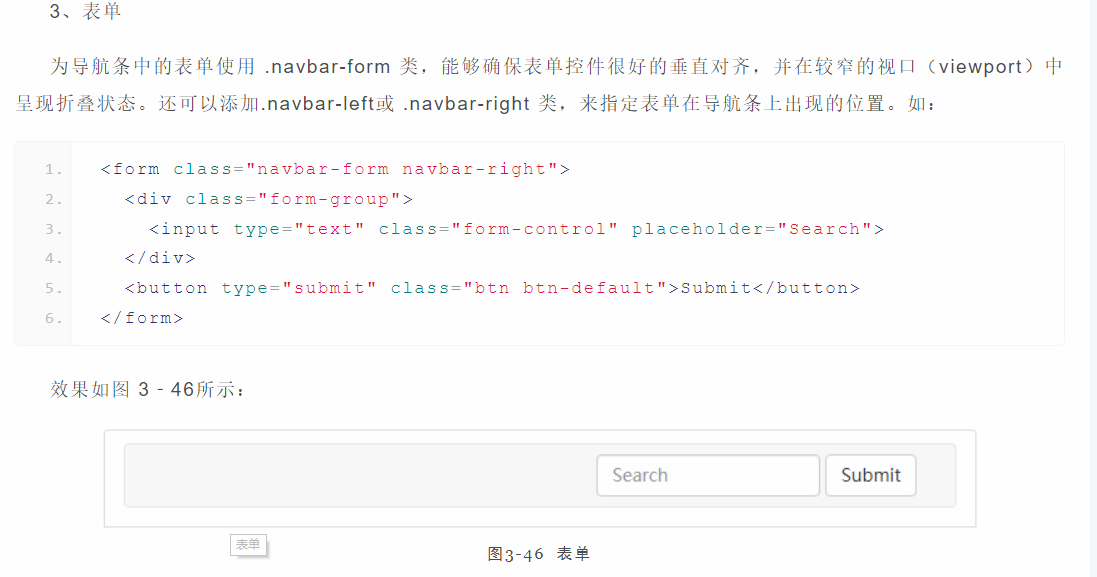 3、表单
为导航条中的表单使用 .navbar-form 类，能够确保表单控件很好的垂直对齐，并在较窄的视口（viewport）中
呈现折叠状态。还可以添加.navbar-left或 .navbar-right 类，来指定表单在导航条上出现的位置。如：
1. <form class="navbar-form navbar-right">
2. <div class="form-group">
3. <input type="text" class="form-control" placeholder="Search">
4. </div>
5. <button type="submit" class="btn btn-default">Submit</button>
6. </form>
效果如图 3 - 46所示：
Search Submit
表单
图3-46 表单